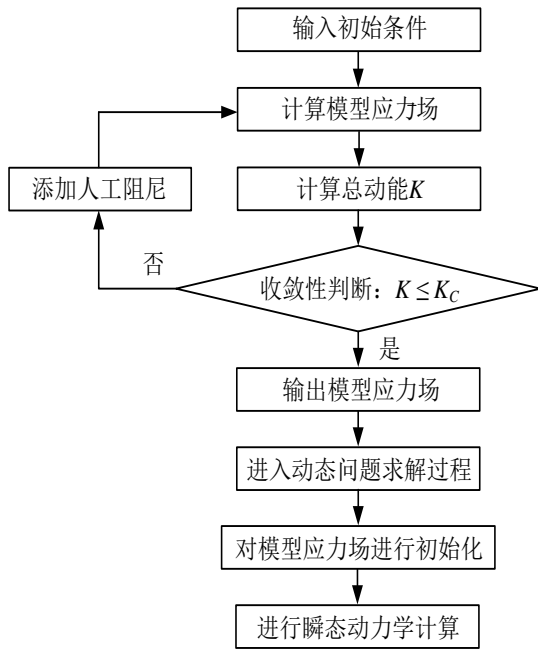 输入初始条件
计算模型应力场
添加人工阻尼
计算总动能K
否
收敛性判断：K ≤ K_C
是
输出模型应力场
进入动态问题求解过程
对模型应力场进行初始化
进行瞬态动力学计算